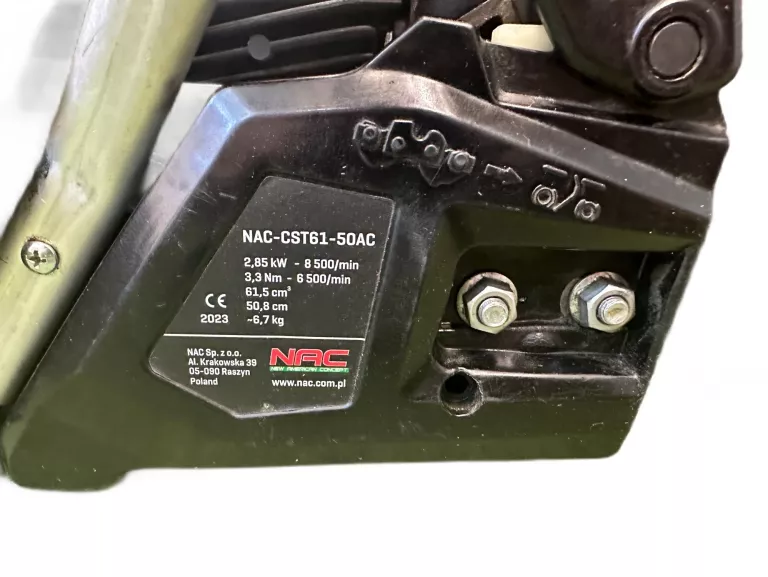 NAC-CST61-50AC
2,85 kW - 8 500/min
3,3 Nm - 6 500/min
61,5 cm³
50,8 cm
~6,7 kg
CE
2023
NAC Sp. z o.o.
Al. Krakowska 39
05-090 Raszyn
Poland
NAC
NEW AMERICAN CONCEPT
www.nac.com.pl